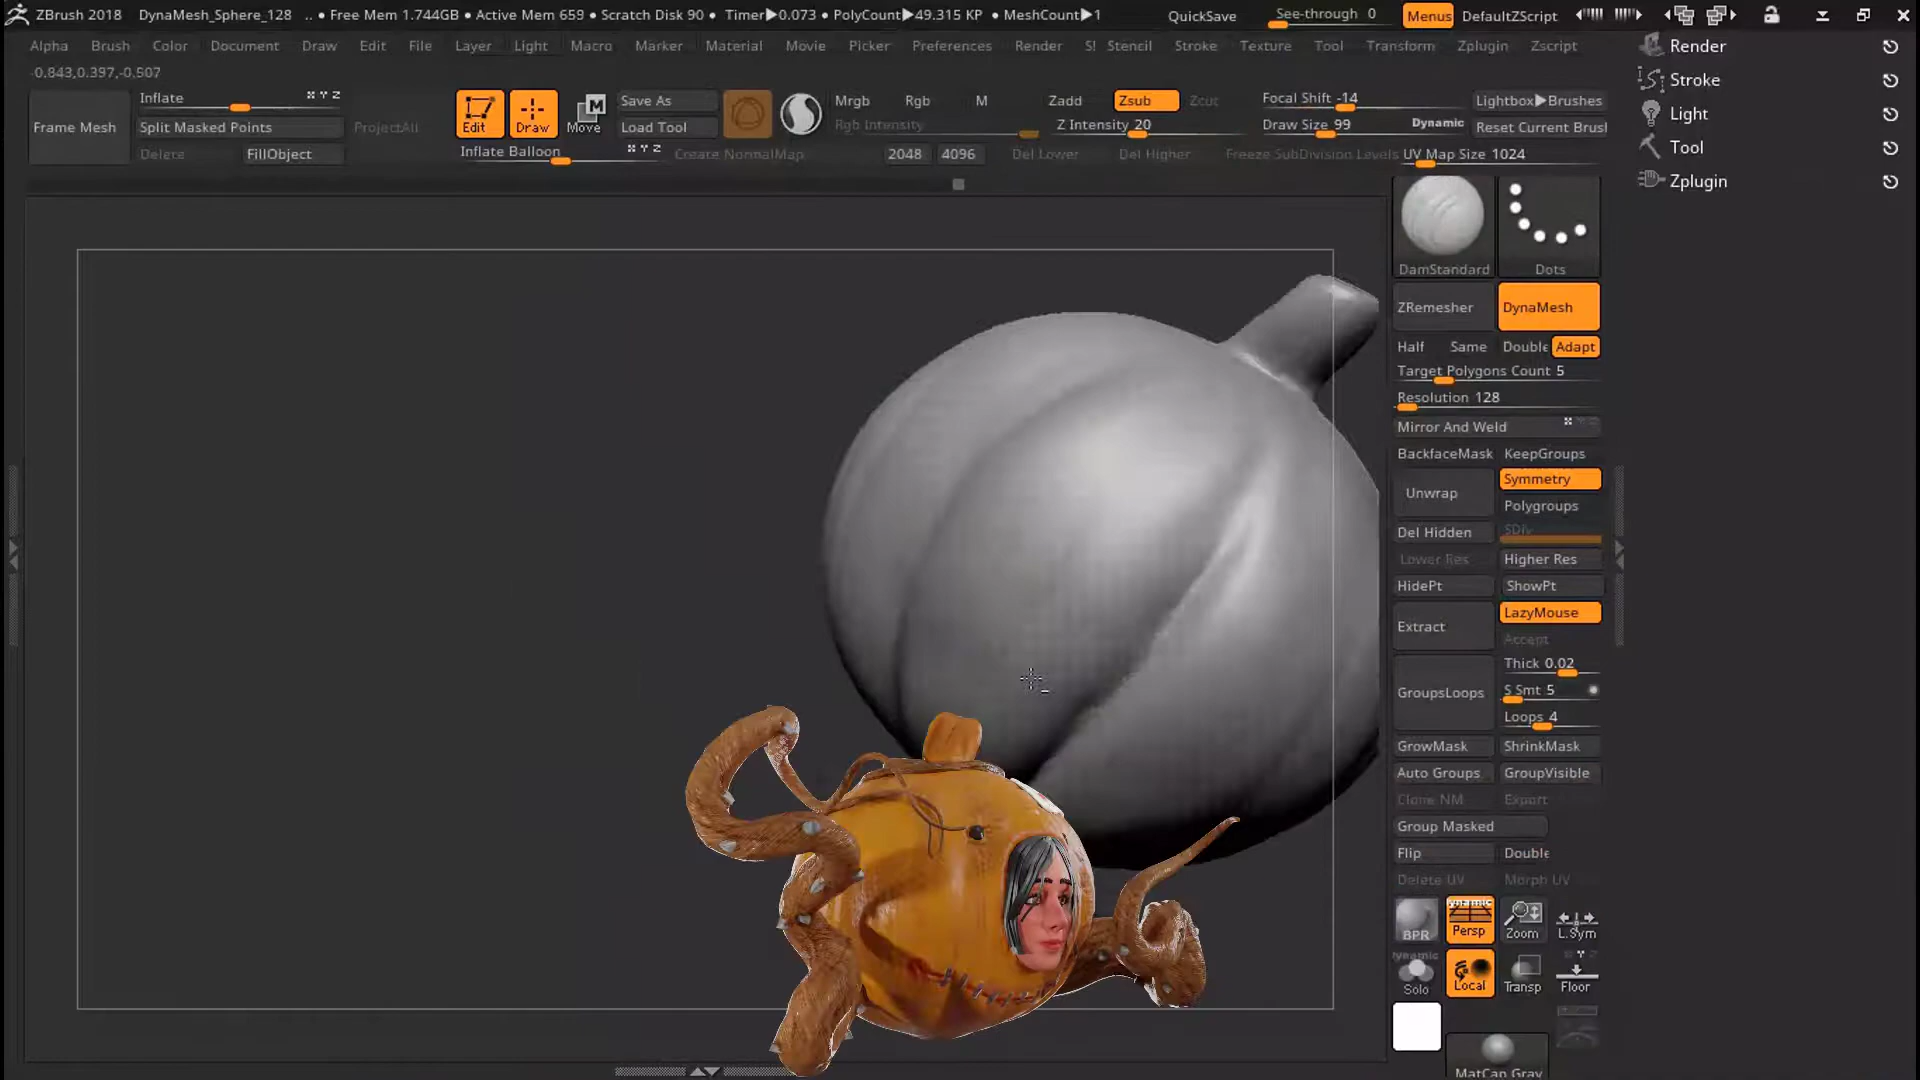 ZBrush 2018 DynaMesh_Sphere_128 .. • Free Mem 1.744GB • Active Mem 659 • Scratch Disk 90 • Timer▶0.073 • PolyCount▶49.315 KP • MeshCount▶1 QuickSave See-through 0 Menus DefaultZScript
Alpha Brush Color Document Draw Edit File Layer Light Macro Marker Material Movie Picker Preferences Render S! Stencil Stroke Texture Tool Transform Zplugin Zscript
-0.843,0.397,-0.507
Frame Mesh
Inflate X Y Z
Split Masked Points ProjectAll
Delete FillObject
Edit Draw Move
Save As
Load Tool
Inflate Balloon X Y Z
Create NormalMap 2048 4096 Del Lower Del Higher Freeze SubDivision Levels UV Map Size 1024
Mrgb Rgb M Zadd Zsub Zcut
Rgb Intensity Z Intensity 20
Focal Shift -14
Draw Size 99 Dynamic
Lightbox▶Brushes
Reset Current Brush
Render
Stroke
Light
Tool
Zplugin
DamStandard Dots
ZRemesher DynaMesh
Half Same Double Adapt
Target Polygons Count 5
Resolution 128
Mirror And Weld
BackfaceMask KeepGroups
Unwrap Symmetry
Polygroups
Del Hidden SDiv
Lower Res Higher Res
HidePt ShowPt
Extract LazyMouse
Accept
Thick 0.02
GroupsLoops S Smt 5
Loops 4
GrowMask ShrinkMask
Auto Groups GroupVisible
Clone NM Export
Group Masked
Flip Double
Delete UV Morph UV
BPR Dynamic Persp Zoom L.Sym
Dynamic Solo Local Transp Floor
MatCap Gray